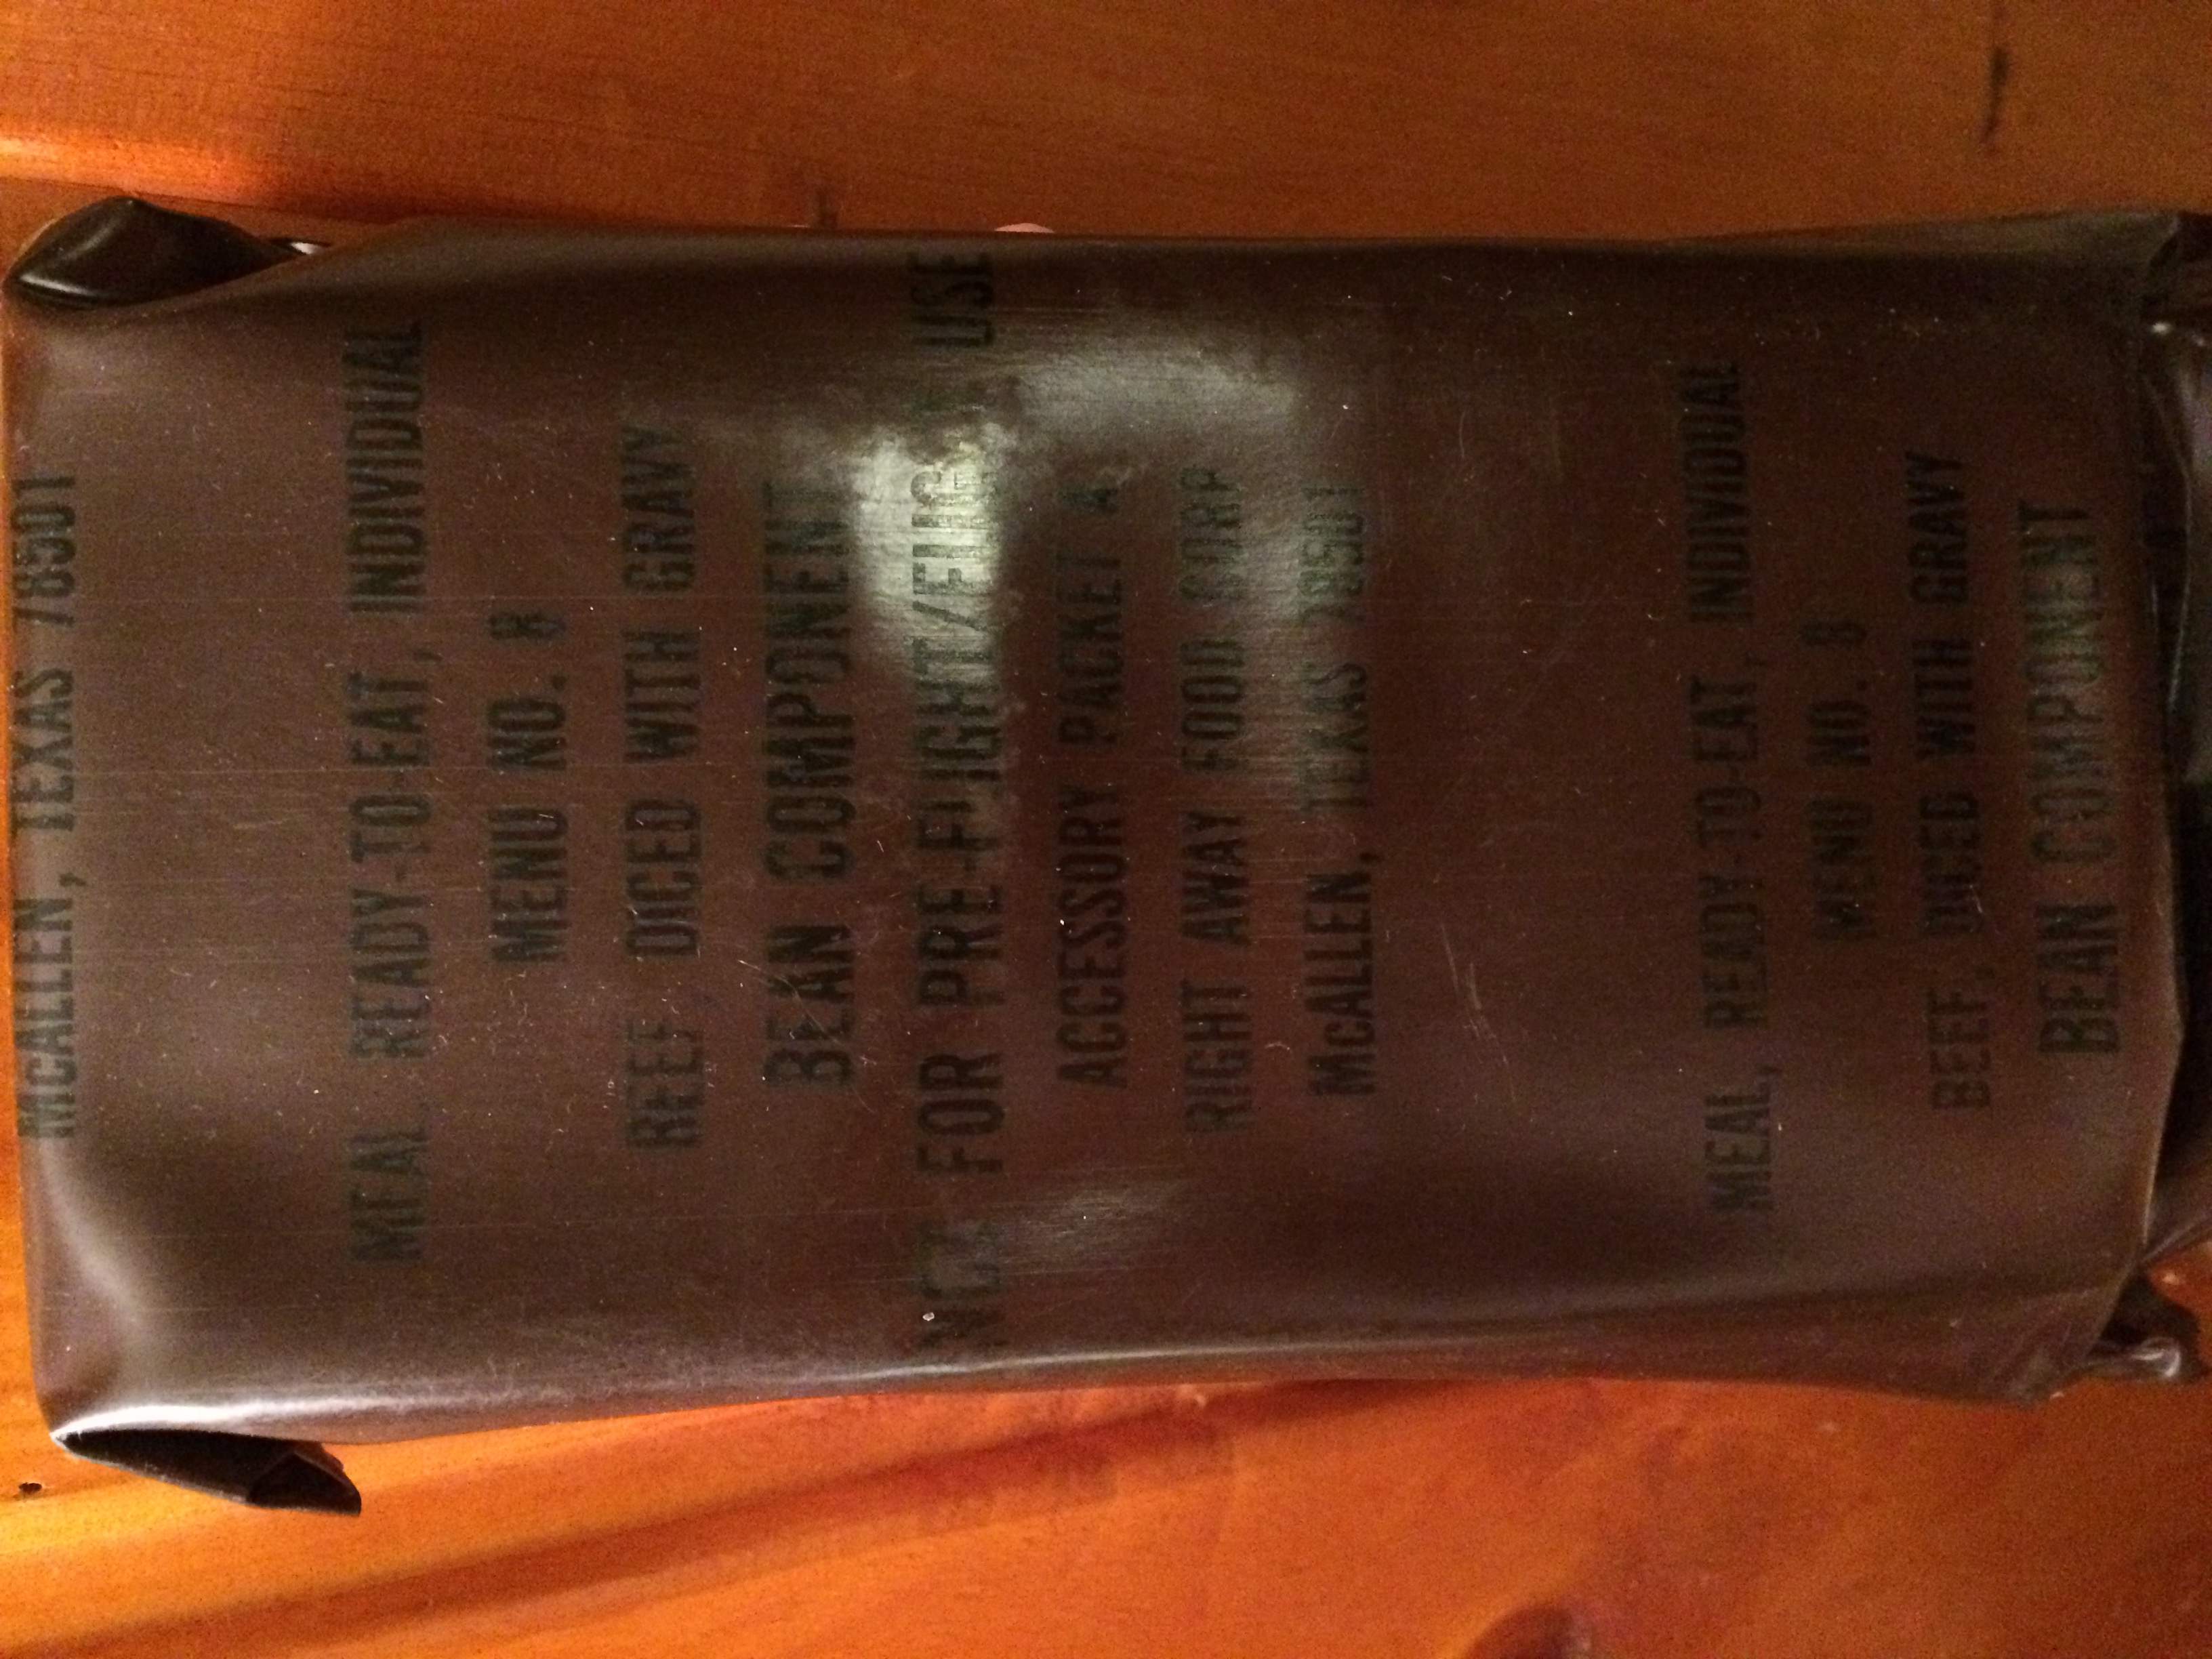 McALLEN, TEXAS 78501
MEAL, READY-TO-EAT, INDIVIDUAL
MENU NO. 8
BEEF, DICED WITH GRAVY
BEAN COMPONENT
NOT FOR PRE-FLIGHT/FLIGHT USE
ACCESSORY PACKET A
RIGHT AWAY FOOD CORP
McALLEN, TEXAS 78501
MEAL, READY-TO-EAT, INDIVIDUAL
MENU NO. 8
BEEF, DICED WITH GRAVY
BEAN COMPONENT